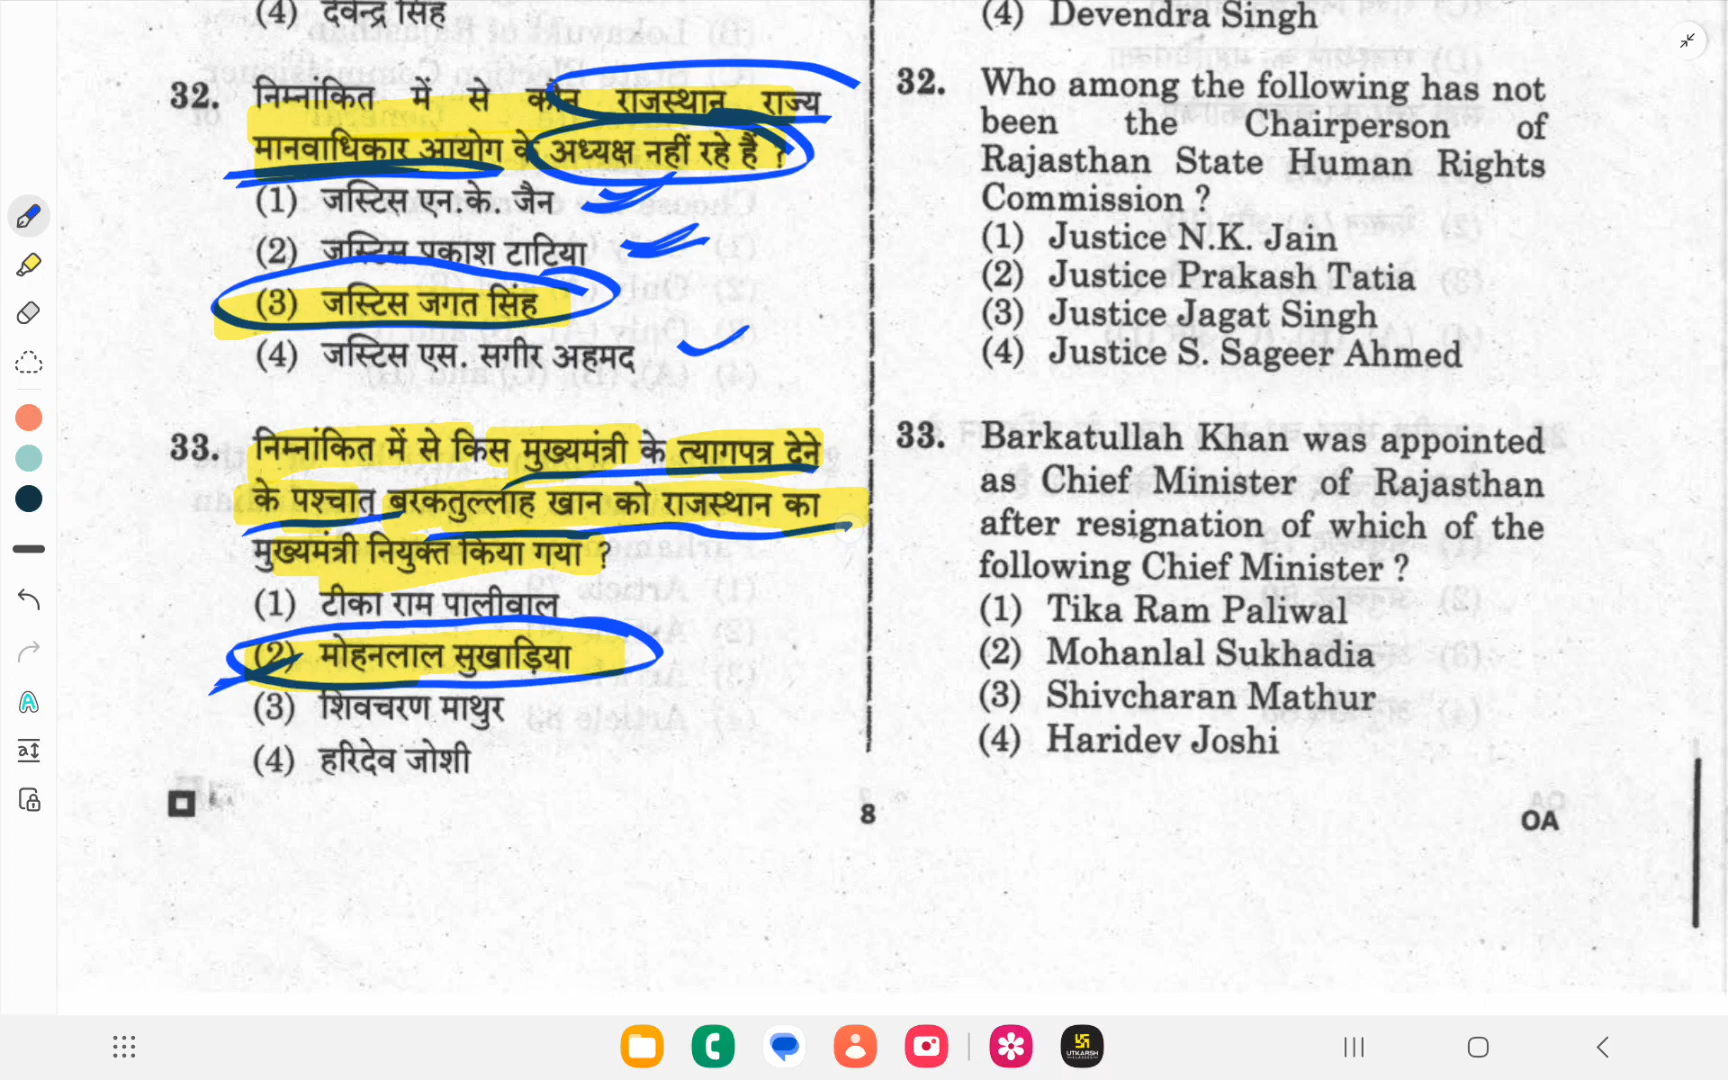 (4) देवेन्द्र सिंह
32. निम्नांकित में से कौन राजस्थान राज्य
मानवाधिकार आयोग के अध्यक्ष नहीं रहे हैं ?
(1) जस्टिस एन.के. जैन
(2) जस्टिस प्रकाश टाटिया
(3) जस्टिस जगत सिंह
(4) जस्टिस एस. सगीर अहमद
33. निम्नांकित में से किस मुख्यमंत्री के त्यागपत्र देने
के पश्चात् बरकतुल्लाह खान को राजस्थान का
मुख्यमंत्री नियुक्त किया गया ?
(1) टीका राम पालीवाल
(2) मोहनलाल सुखाड़िया
(3) शिवचरण माथुर
(4) हरिदेव जोशी
(4) Devendra Singh
32. Who among the following has not
been the Chairperson of
Rajasthan State Human Rights
Commission ?
(1) Justice N.K. Jain
(2) Justice Prakash Tatia
(3) Justice Jagat Singh
(4) Justice S. Sageer Ahmed
33. Barkatullah Khan was appointed
as Chief Minister of Rajasthan
after resignation of which of the
following Chief Minister ?
(1) Tika Ram Paliwal
(2) Mohanlal Sukhadia
(3) Shivcharan Mathur
(4) Haridev Joshi
8
OA
UTKARSH